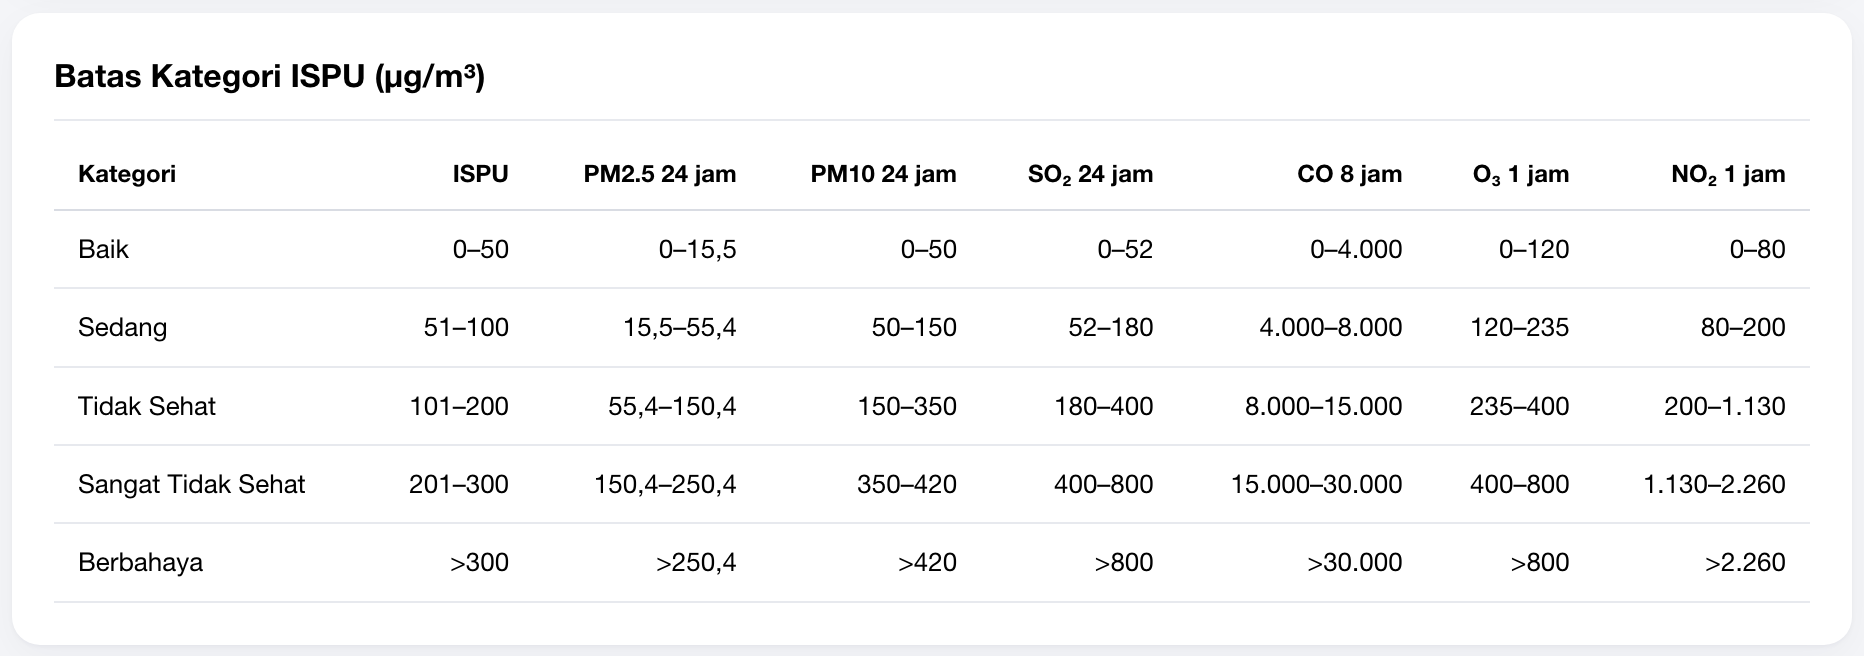 Batas Kategori ISPU (µg/m³)
Kategori ISPU PM2.5 24 jam PM10 24 jam SO₂ 24 jam CO 8 jam O₃ 1 jam NO₂ 1 jam
Baik 0–50 0–15,5 0–50 0–52 0–4.000 0–120 0–80
Sedang 51–100 15,5–55,4 50–150 52–180 4.000–8.000 120–235 80–200
Tidak Sehat 101–200 55,4–150,4 150–350 180–400 8.000–15.000 235–400 200–1.130
Sangat Tidak Sehat 201–300 150,4–250,4 350–420 400–800 15.000–30.000 400–800 1.130–2.260
Berbahaya >300 >250,4 >420 >800 >30.000 >800 >2.260